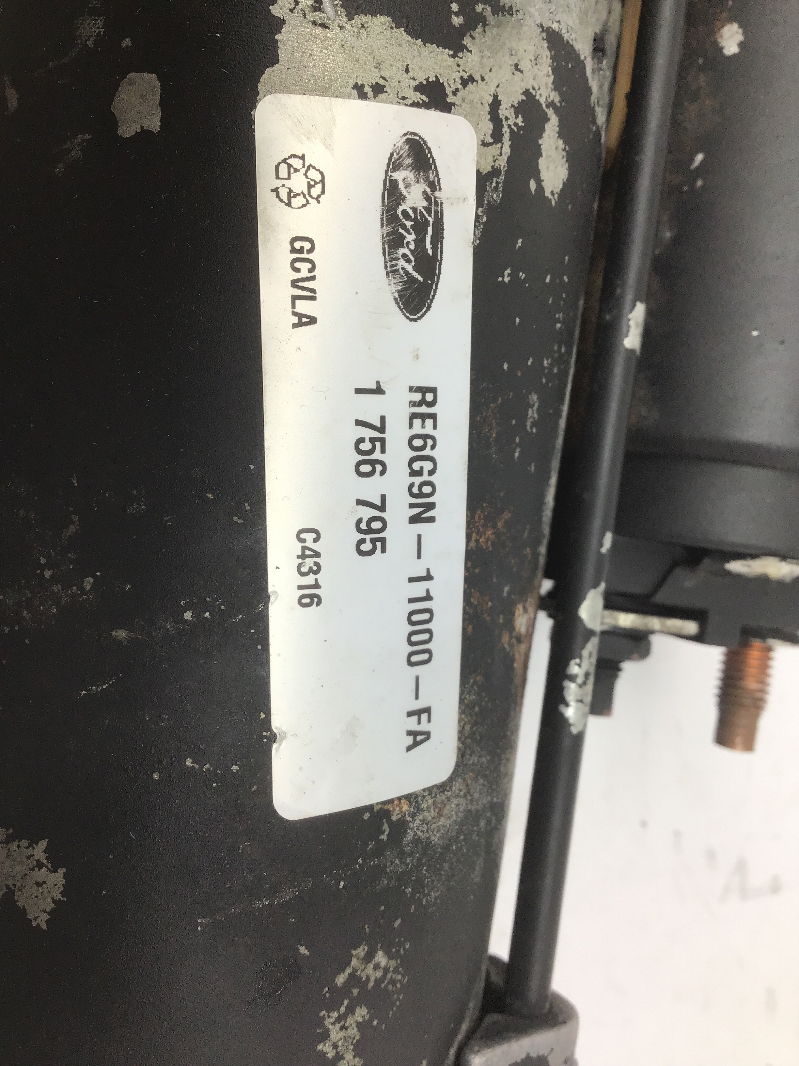 Ford
RE6G9N-11000-FA
1 756 795
GCVLA
C4316